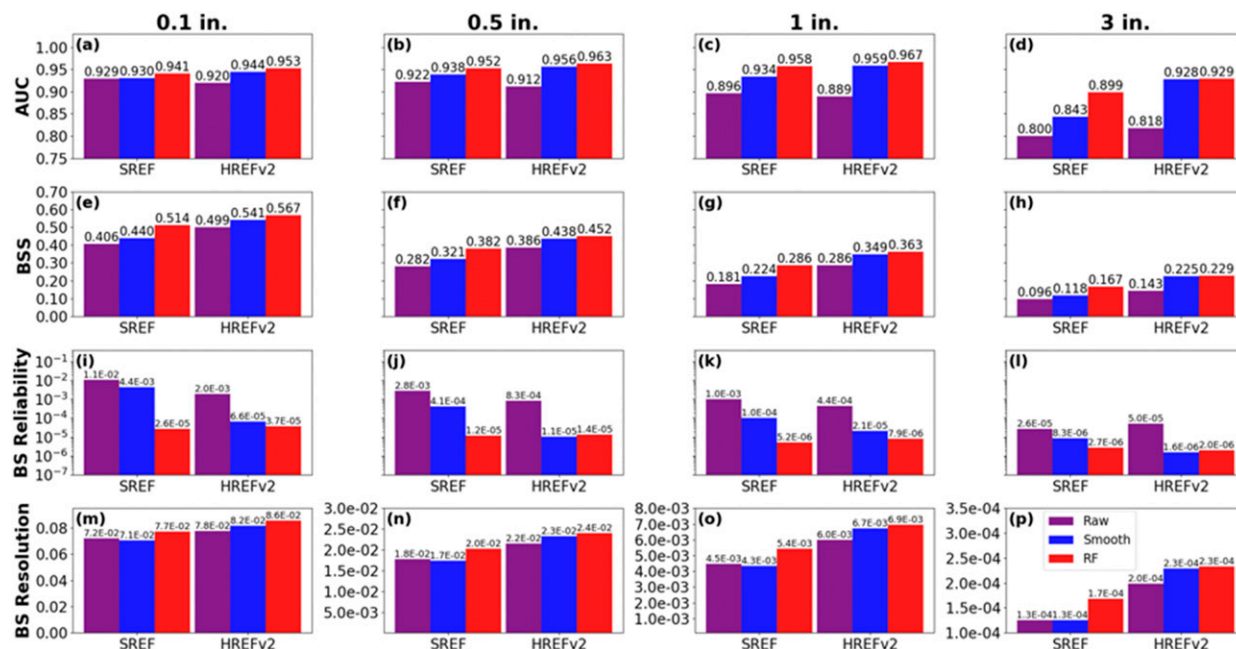 0.1 in. 0.5 in. 1 in. 3 in.
AUC
(a)
1.00
0.95
0.90
0.85
0.80
0.75
0.929 0.930 0.941 0.920 0.944 0.953
SREF HREFv2
(b)
0.922 0.938 0.952 0.912 0.956 0.963
SREF HREFv2
(c)
0.896 0.934 0.958 0.889 0.959 0.967
SREF HREFv2
(d)
0.800 0.843 0.899 0.818 0.928 0.929
SREF HREFv2
BSS
(e)
0.70
0.60
0.50
0.40
0.30
0.20
0.10
0.00
0.406 0.440 0.514 0.499 0.541 0.567
SREF HREFv2
(f)
0.282 0.321 0.382 0.386 0.438 0.452
SREF HREFv2
(g)
0.181 0.224 0.286 0.286 0.349 0.363
SREF HREFv2
(h)
0.096 0.118 0.167 0.143 0.225 0.229
SREF HREFv2
BS Reliability
(i)
10⁻¹
10⁻²
10⁻³
10⁻⁴
10⁻⁵
10⁻⁶
10⁻⁷
1.1E-02 4.4E-03 2.6E-05 2.0E-03 6.6E-05 3.7E-05
SREF HREFv2
(j)
2.8E-03 4.1E-04 1.2E-05 8.3E-04 1.1E-05 1.4E-05
SREF HREFv2
(k)
1.0E-03 1.0E-04 5.2E-06 4.4E-04 2.1E-05 7.9E-06
SREF HREFv2
(l)
2.6E-05 8.3E-06 2.7E-06 5.0E-05 1.6E-06 2.0E-06
SREF HREFv2
BS Resolution
(m)
0.08
0.06
0.04
0.02
0.00
7.2E-02 7.1E-02 7.7E-02 7.8E-02 8.2E-02 8.6E-02
SREF HREFv2
(n)
3.0e-02
2.5e-02
2.0e-02
1.5e-02
1.0e-02
5.0e-03
1.8E-02 1.7E-02 2.0E-02 2.2E-02 2.3E-02 2.4E-02
SREF HREFv2
(o)
8.0e-03
7.0e-03
6.0e-03
5.0e-03
4.0e-03
3.0e-03
2.0e-03
1.0e-03
4.5E-03 4.3E-03 5.4E-03 6.0E-03 6.7E-03 6.9E-03
SREF HREFv2
(p)
3.5e-04
3.0e-04
2.5e-04
2.0e-04
1.5e-04
1.0e-04
Raw
Smooth
RF
1.3E-04 1.3E-04 1.7E-04 2.0E-04 2.3E-04 2.3E-04
SREF HREFv2